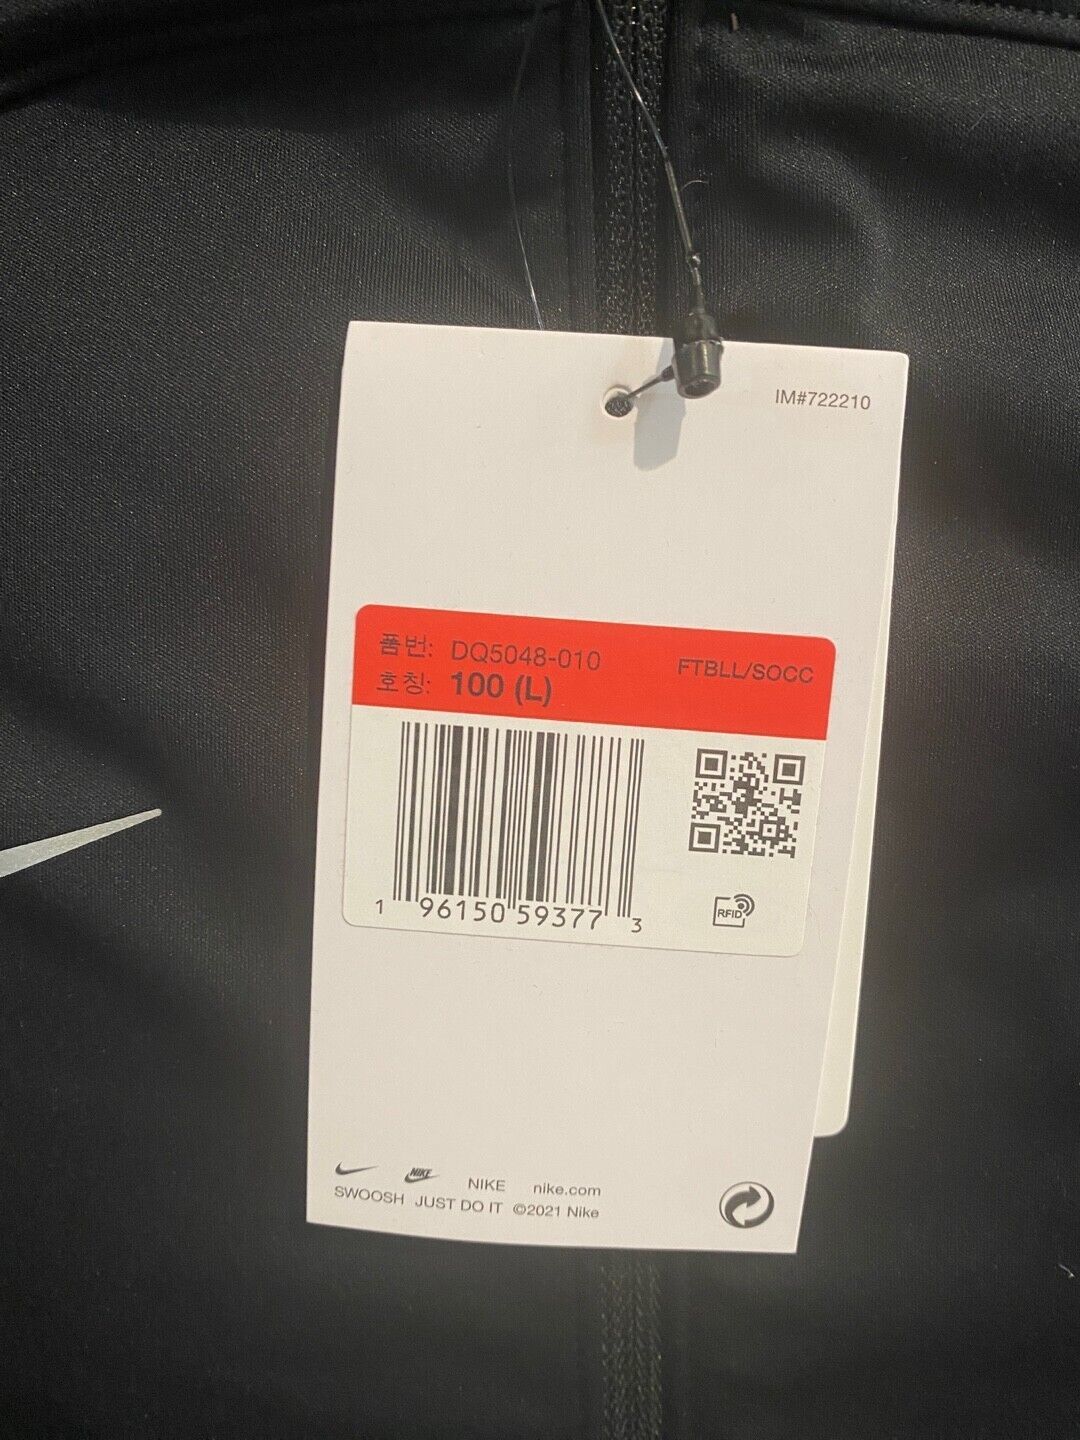 IM#722210
품번: DQ5048-010
FTBLL/SOCC
호칭: 100 (L)
1 96150 59377 3
RFID
NIKE
NIKE nike.com
SWOOSH JUST DO IT ©2021 Nike